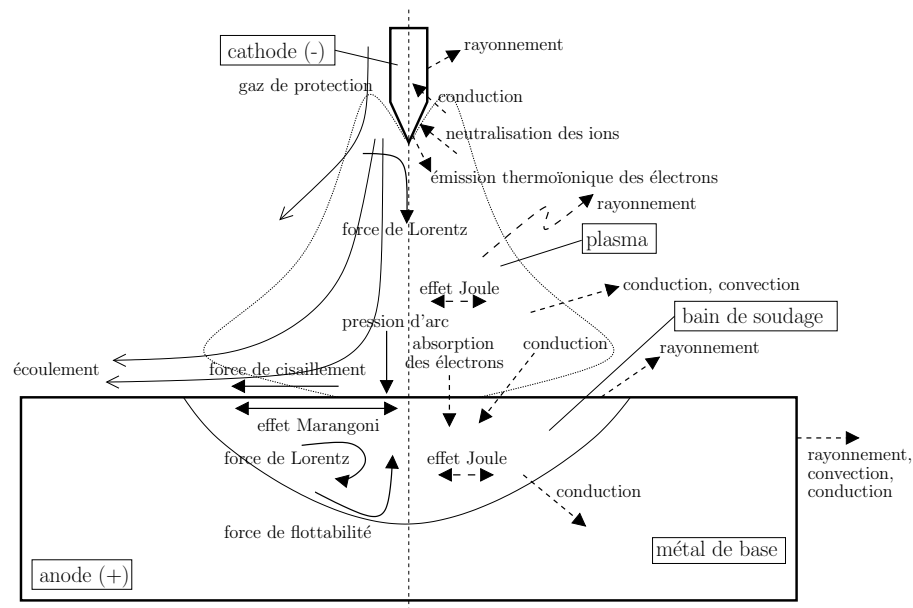 cathode (-)
rayonnement
gaz de protection
conduction
neutralisation des ions
émission thermoïonique des électrons
rayonnement
force de Lorentz
plasma
effet Joule
conduction, convection
bain de soudage
pression d'arc
absorption
des électrons
conduction
rayonnement
écoulement
force de cisaillement
effet Marangoni
force de Lorentz
effet Joule
rayonnement,
convection,
conduction
conduction
force de flottabilité
métal de base
anode (+)